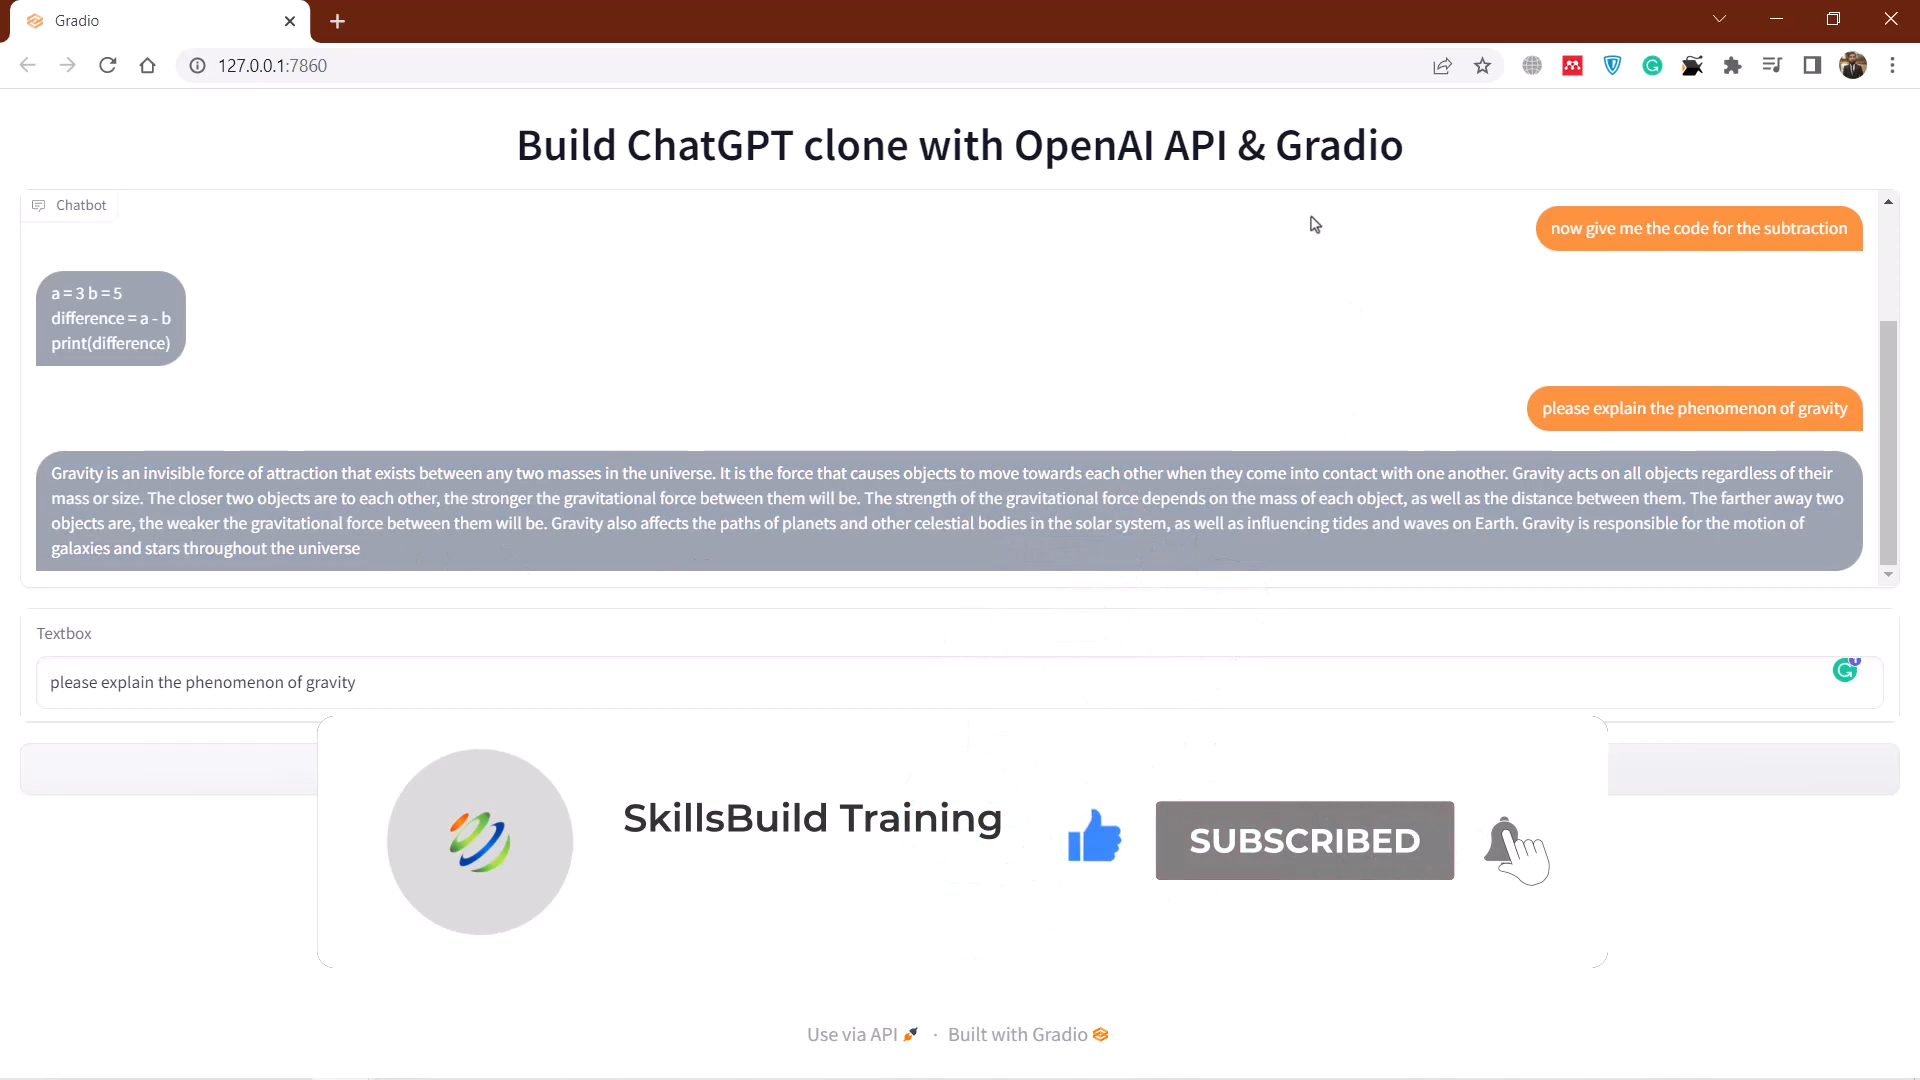 Gradio
127.0.0.1:7860
Build ChatGPT clone with OpenAI API & Gradio
Chatbot
now give me the code for the subtraction
a = 3 b = 5
difference = a - b
print(difference)
please explain the phenomenon of gravity
Gravity is an invisible force of attraction that exists between any two masses in the universe. It is the force that causes objects to move towards each other when they come into contact with one another. Gravity acts on all objects regardless of their
mass or size. The closer two objects are to each other, the stronger the gravitational force between them will be. The strength of the gravitational force depends on the mass of each object, as well as the distance between them. The farther away two
objects are, the weaker the gravitational force between them will be. Gravity also affects the paths of planets and other celestial bodies in the solar system, as well as influencing tides and waves on Earth. Gravity is responsible for the motion of
galaxies and stars throughout the universe
Textbox
please explain the phenomenon of gravity
SkillsBuild Training
SUBSCRIBED
Use via API · Built with Gradio